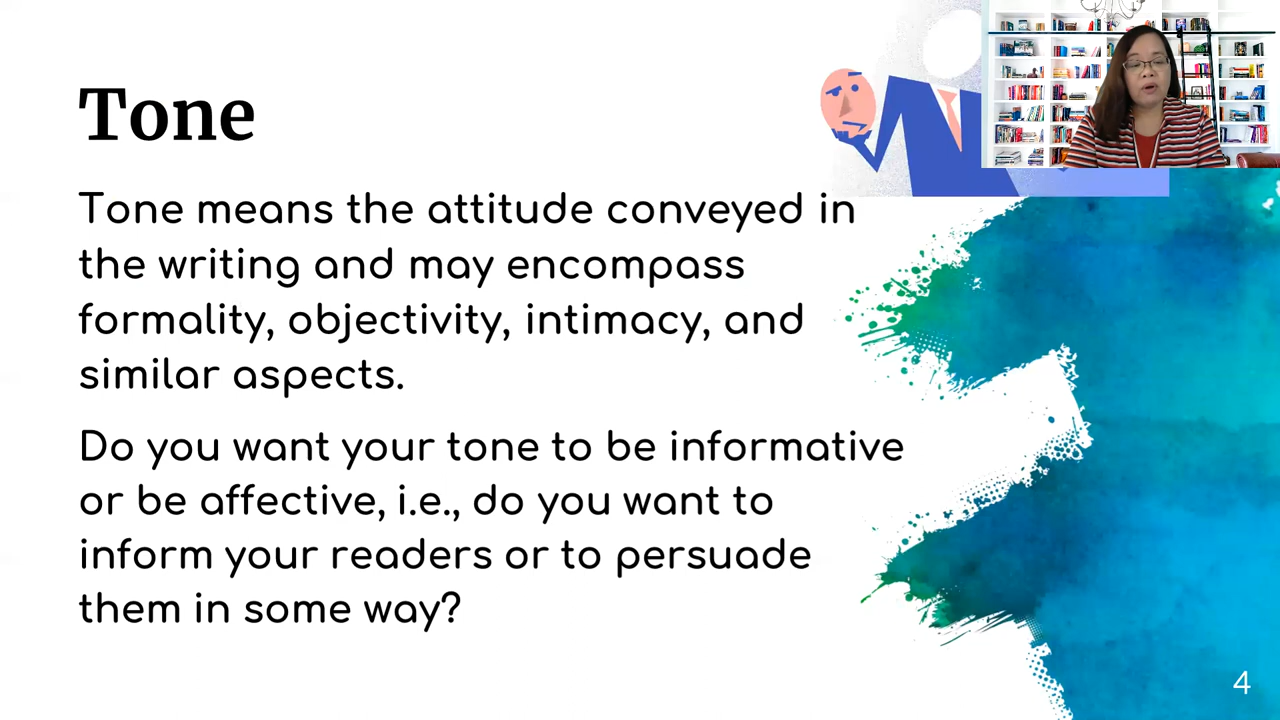 Tone
Tone means the attitude conveyed in
the writing and may encompass
formality, objectivity, intimacy, and
similar aspects.
Do you want your tone to be informative
or be affective, i.e., do you want to
inform your readers or to persuade
them in some way?
4